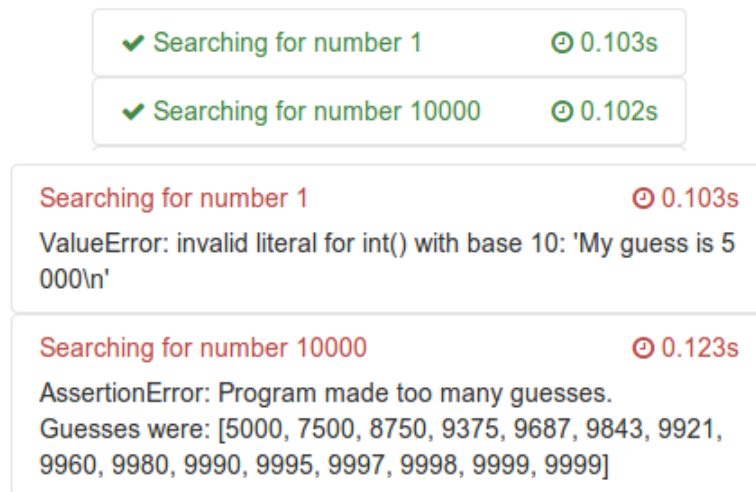 ✔ Searching for number 1 0.103s
✔ Searching for number 10000 0.102s
Searching for number 1 0.103s
ValueError: invalid literal for int() with base 10: 'My guess is 5
000\n'
Searching for number 10000 0.123s
AssertionError: Program made too many guesses.
Guesses were: [5000, 7500, 8750, 9375, 9687, 9843, 9921,
9960, 9980, 9990, 9995, 9997, 9998, 9999, 9999]